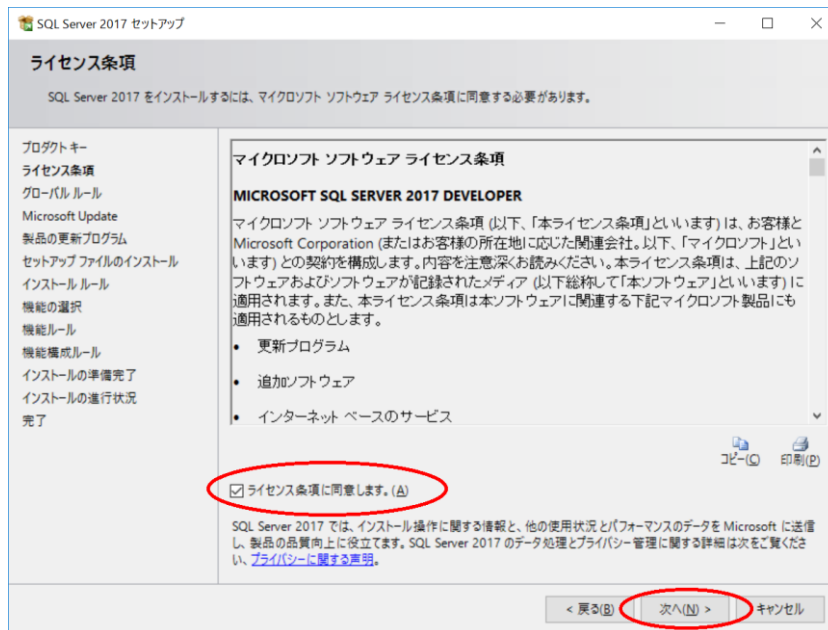 SQL Server 2017 セットアップ
ライセンス条項
SQL Server 2017 をインストールするには、マイクロソフト ソフトウェア ライセンス条項に同意する必要があります。
プロダクト キー
ライセンス条項
グローバル ルール
Microsoft Update
製品の更新プログラム
セットアップ ファイルのインストール
インストール ルール
機能の選択
機能ルール
機能構成ルール
インストールの準備完了
インストールの進行状況
完了
マイクロソフト ソフトウェア ライセンス条項
MICROSOFT SQL SERVER 2017 DEVELOPER
マイクロソフト ソフトウェア ライセンス条項 (以下、「本ライセンス条項」といいます) は、お客様と
Microsoft Corporation (またはお客様の所在地に応じた関連会社。以下、「マイクロソフト」とい
います) との契約を構成します。内容を注意深くお読みください。本ライセンス条項は、上記のソ
フトウェアおよびソフトウェアが記録されたメディア (以下総称して「本ソフトウェア」といいます) に
適用されます。また、本ライセンス条項は本ソフトウェアに関連する下記マイクロソフト製品にも
適用されるものとします。
• 更新プログラム
• 追加ソフトウェア
• インターネット ベースのサービス
コピー(C) 印刷(P)
ライセンス条項に同意します。(A)
SQL Server 2017 では、インストール操作に関する情報と、他の使用状況とパフォーマンスのデータを Microsoft に送信
し、製品の品質向上に役立てます。SQL Server 2017 のデータ処理とプライバシー管理に関する詳細は次をご覧くださ
い、プライバシーに関する声明。
< 戻る(B) 次へ(N) > キャンセル